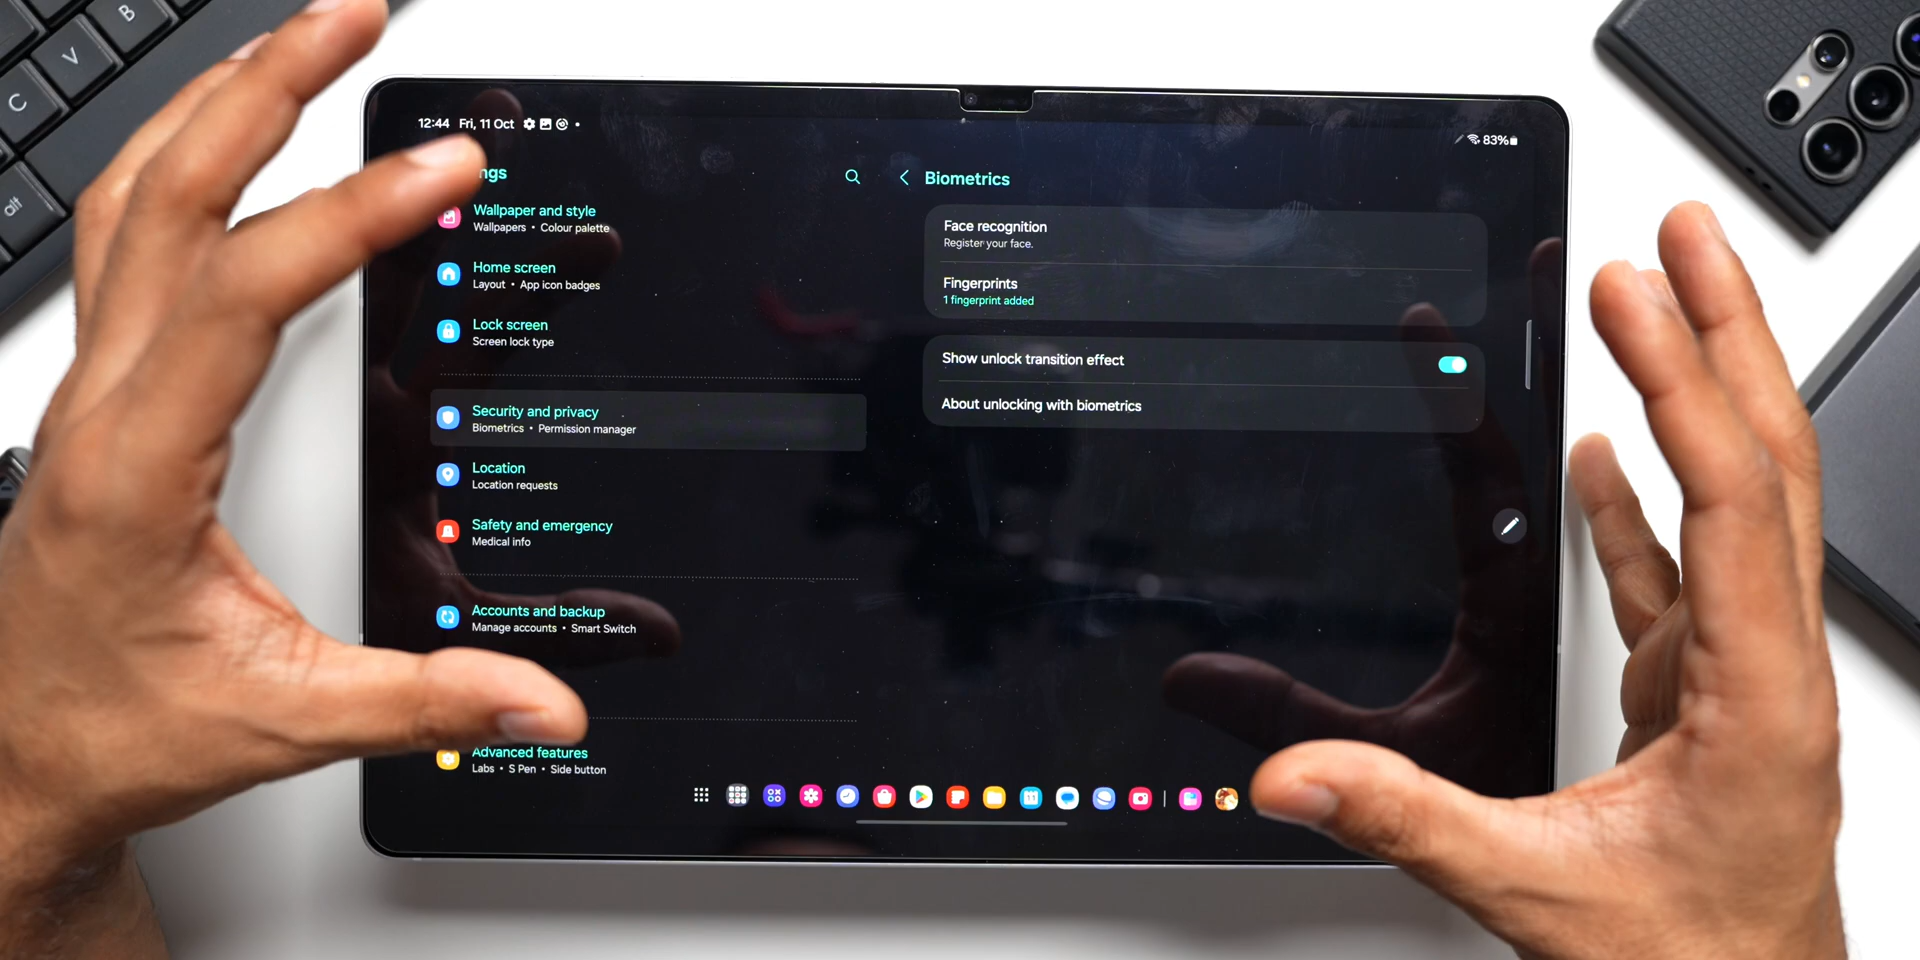 B
V
C
alt
12:44 Fri, 11 Oct
83%
ngs
Wallpaper and style
Wallpapers • Colour palette
Home screen
Layout • App icon badges
Lock screen
Screen lock type
Security and privacy
Biometrics • Permission manager
Location
Location requests
Safety and emergency
Medical info
Accounts and backup
Manage accounts • Smart Switch
Advanced features
Labs • S Pen • Side button
Biometrics
Face recognition
Register your face.
Fingerprints
1 fingerprint added
Show unlock transition effect
About unlocking with biometrics